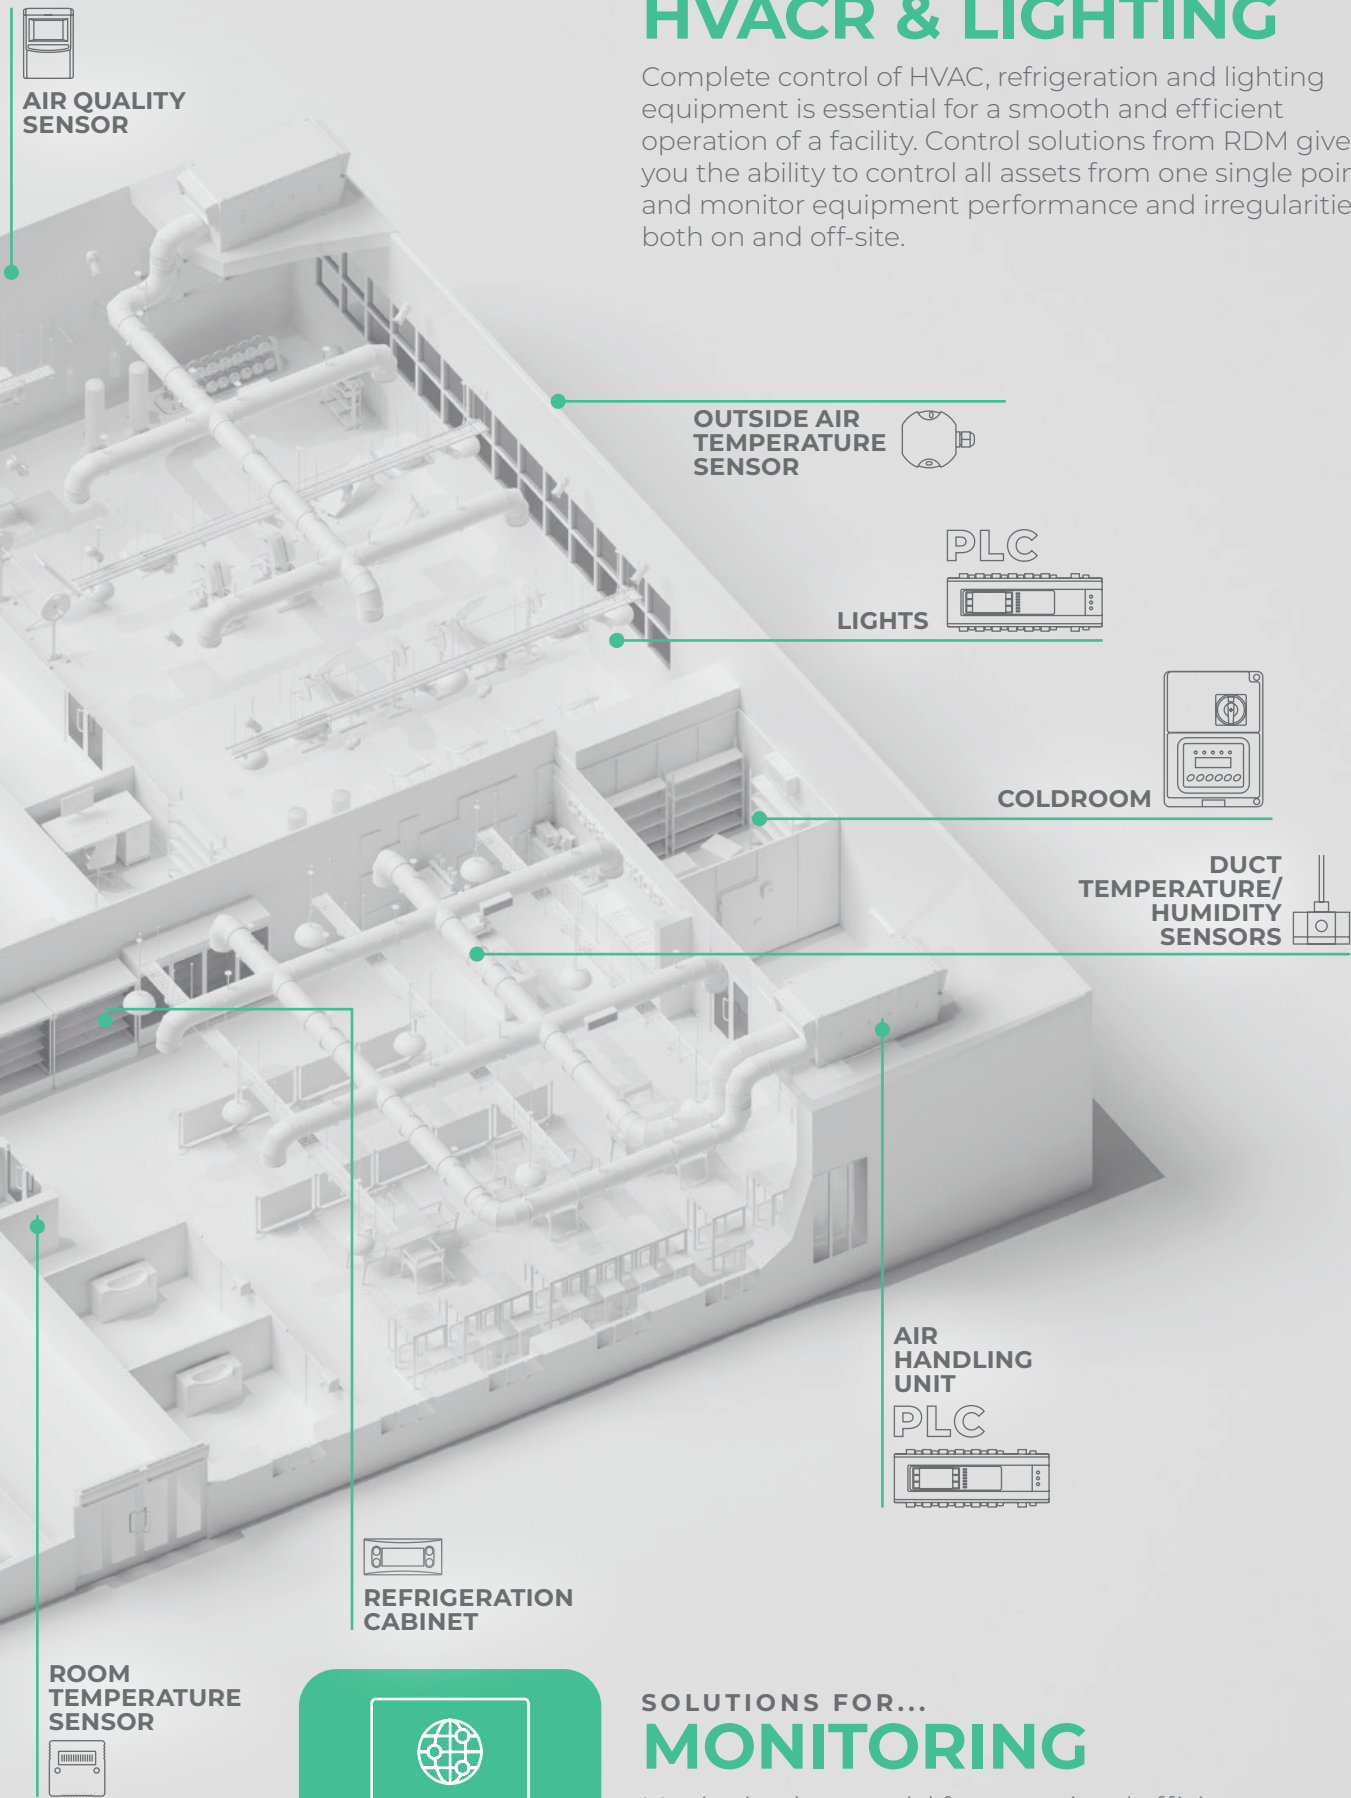 HVACR & LIGHTING
Complete control of HVAC, refrigeration and lighting
equipment is essential for a smooth and efficient
operation of a facility. Control solutions from RDM give
you the ability to control all assets from one single
and monitor equipment performance and
both on and off-site.
AIR QUALITY
SENSOR
OUTSIDE AIR
TEMPERATURE
SENSOR
PLC
LIGHTS
COLDROOM
DUCT
TEMPERATURE/
HUMIDITY
SENSORS
AIR
HANDLING
UNIT
PLC
REFRIGERATION
CABINET
ROOM
TEMPERATURE
SENSOR
SOLUTIONS FOR...
MONITORING